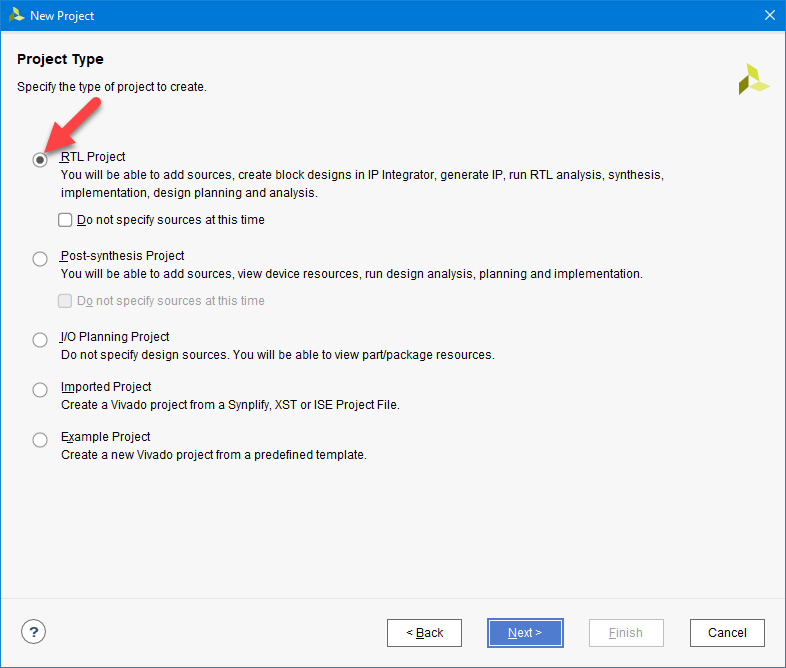 New Project
Project Type
Specify the type of project to create.
RTL Project
You will be able to add sources, create block designs in IP Integrator, generate IP, run RTL analysis, synthesis,
implementation, design planning and analysis.
Do not specify sources at this time
Post-synthesis Project
You will be able to add sources, view device resources, run design analysis, planning and implementation.
Do not specify sources at this time
I/O Planning Project
Do not specify design sources. You will be able to view part/package resources.
Imported Project
Create a Vivado project from a Synplify, XST or ISE Project File.
Example Project
Create a new Vivado project from a predefined template.
? < Back Next > Finish Cancel